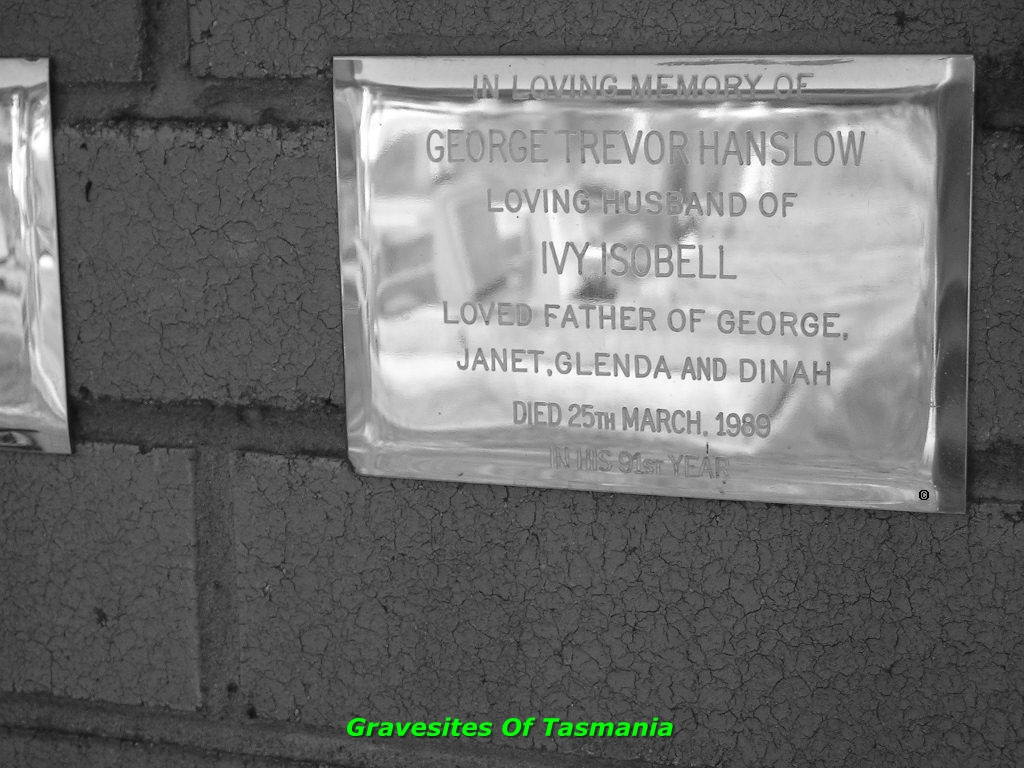 IN LOVING MEMORY OF
GEORGE TREVOR HANSLOW
LOVING HUSBAND OF
IVY ISOBELL
LOVED FATHER OF GEORGE,
JANET, GLENDA AND DINAH
DIED 25TH MARCH, 1989
IN HIS 91ST YEAR
©
Gravesites Of Tasmania